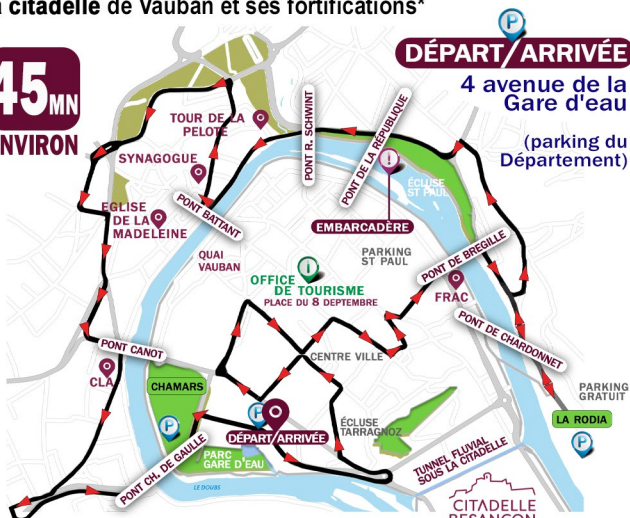 a citadelle de Vauban et ses fortifications*
DÉPART/ARRIVÉE
4 avenue de la
Gare d'eau
(parking du
Département)
45MN
ENVIRON
TOUR DE LA
PELOTE
SYNAGOGUE
EGLISE
DE LA
MADELEINE
PONT BATTANT
QUAI
VAUBAN
PONT R. SCHWINT
PONT DE LA RÉPUBLIQUE
ÉCLUSE
ST PAUL
EMBARCADÈRE
PARKING
ST PAUL
PONT DE BREGILLE
OFFICE
DE TOURISME
PLACE DU 8 SEPTEMBRE
FRAC
PONT DE CHARDONNET
PONT CANOT
CENTRE VILLE
CLA
CHAMARS
PARKING
GRATUIT
LA RODIA
P
P
P
P
DÉPART/ARRIVÉE
ÉCLUSE
TARRAGNOZ
PONT CH. DE GAULLE
PARC
GARE D'EAU
LE DOUBS
TUNNEL FLUVIAL
SOUS LA CITADELLE
CITADELLE
BESANÇON